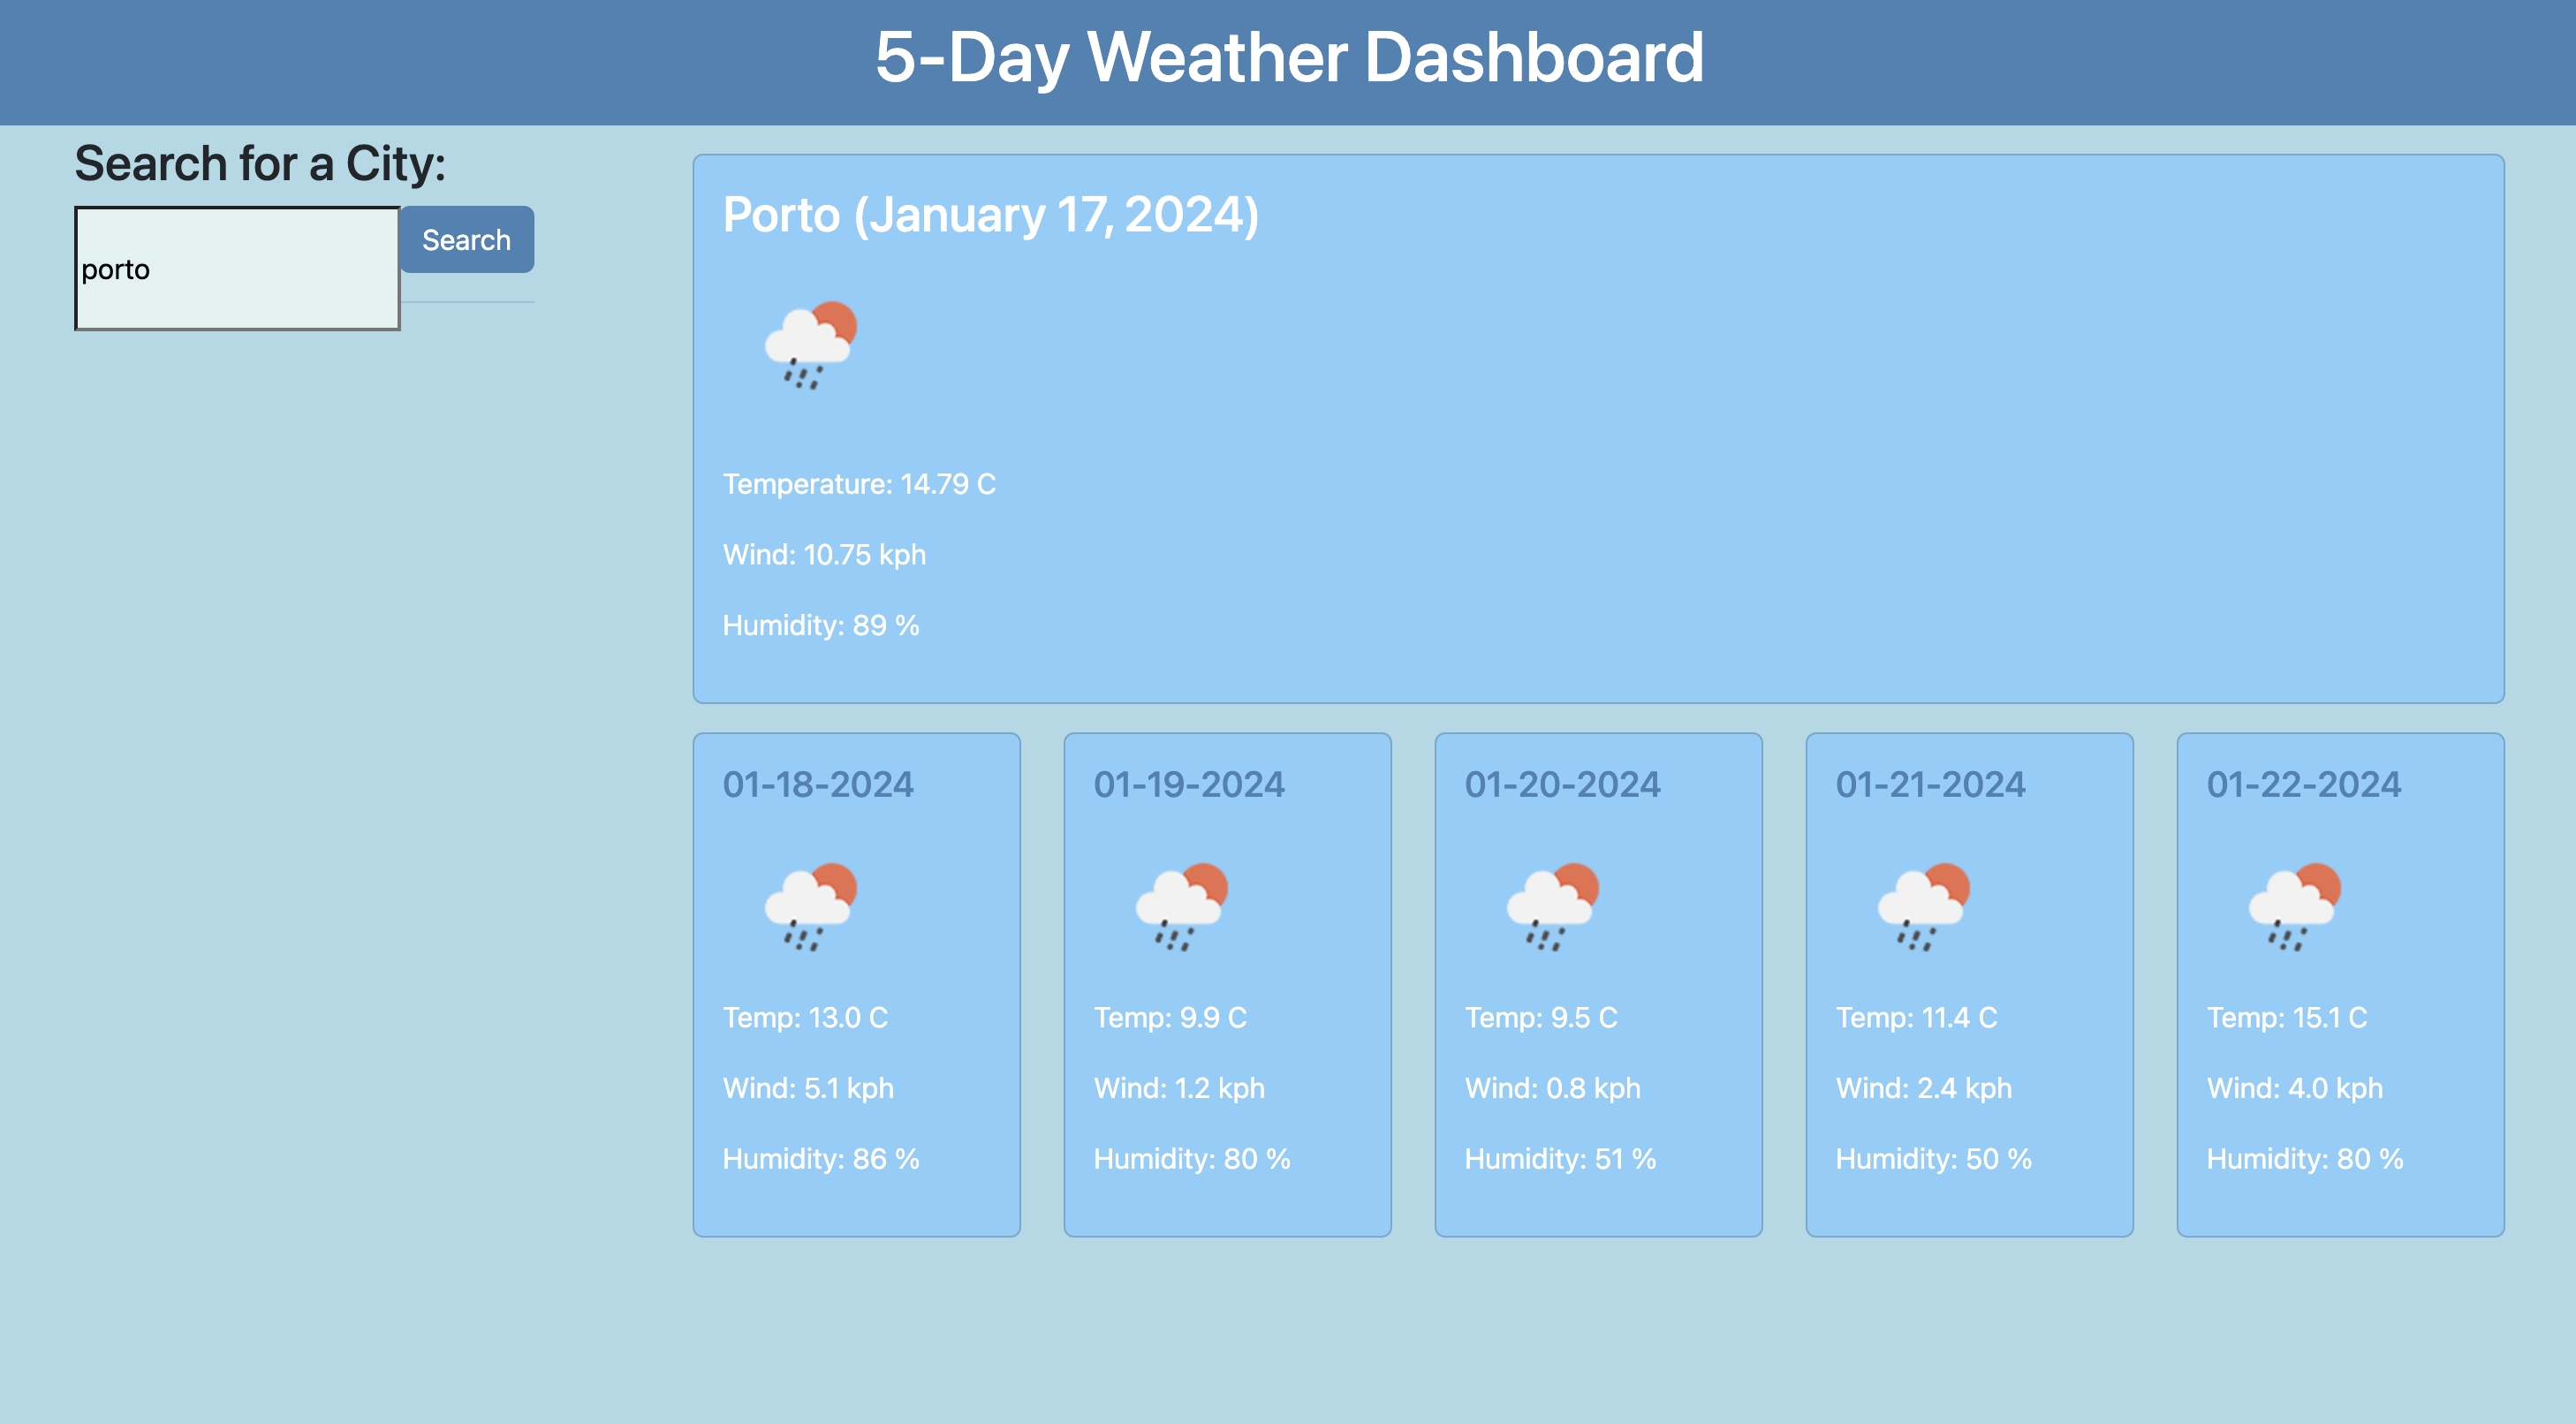 5-Day Weather Dashboard
Search for a City:
porto
Search
Porto (January 17, 2024)
Temperature: 14.79 C
Wind: 10.75 kph
Humidity: 89 %
01-18-2024
Temp: 13.0 C
Wind: 5.1 kph
Humidity: 86 %
01-19-2024
Temp: 9.9 C
Wind: 1.2 kph
Humidity: 80 %
01-20-2024
Temp: 9.5 C
Wind: 0.8 kph
Humidity: 51 %
01-21-2024
Temp: 11.4 C
Wind: 2.4 kph
Humidity: 50 %
01-22-2024
Temp: 15.1 C
Wind: 4.0 kph
Humidity: 80 %